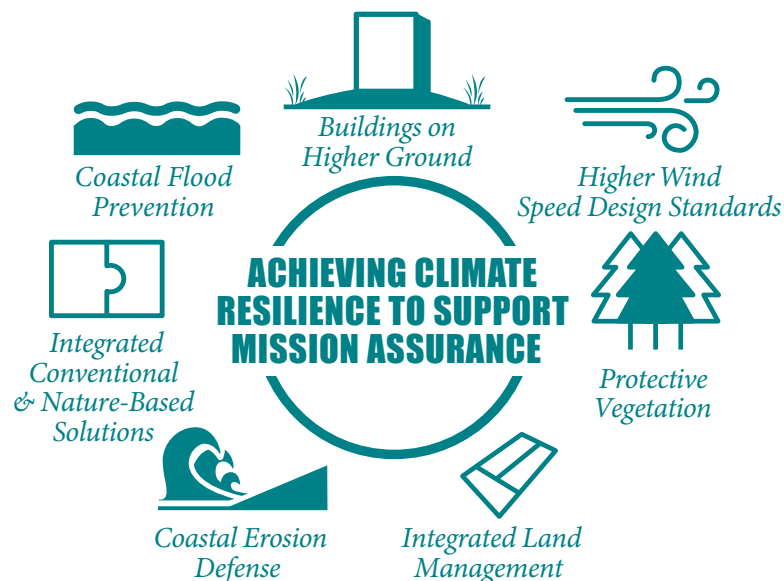 Buildings on
Higher Ground
Coastal Flood
Prevention
Higher Wind
Speed Design Standards
ACHIEVING CLIMATE
RESILIENCE TO SUPPORT
MISSION ASSURANCE
Integrated
Conventional
& Nature-Based
Solutions
Protective
Vegetation
Coastal Erosion
Defense
Integrated Land
Management